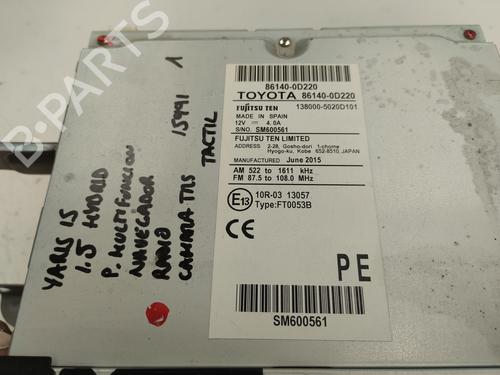 B-PARTS
86140-0D220
TOYOTA 86140-0D220
FUJITSU TEN 138000-5020D101
MADE IN SPAIN
12V 4.0A
S/NO. SM600561
FUJITSU TEN LIMITED
ADDRESS 2-28, Gosho-dori 1-chome
Hyogo-ku, Kobe 652-8510, JAPAN
MANUFACTURED June 2015
AM 522 to 1611 kHz
FM 87.5 to 108.0 MHz
E13 10R-03 13057
Type:FT0053B
CE
PE
SM600561
YARIS 15
1.5 HYBRID
P. MULTIFUNCION
NAVEGADOR
RADIO 15991 1
CAMARA TRS TACTIL